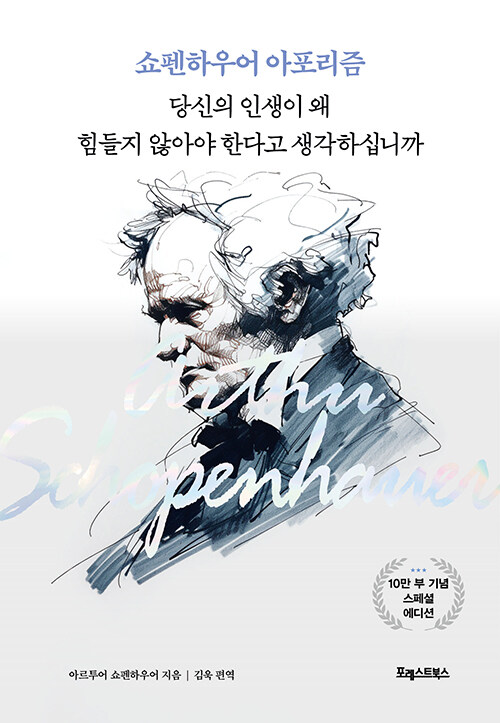 쇼펜하우어 아포리즘
당신의 인생이 왜
힘들지 않아야 한다고 생각하십니까
Arthu
Schopenhauer
★★★
10만 부 기념
스페셜
에디션
아르투어 쇼펜하우어 지음 | 김욱 편역
포레스트북스